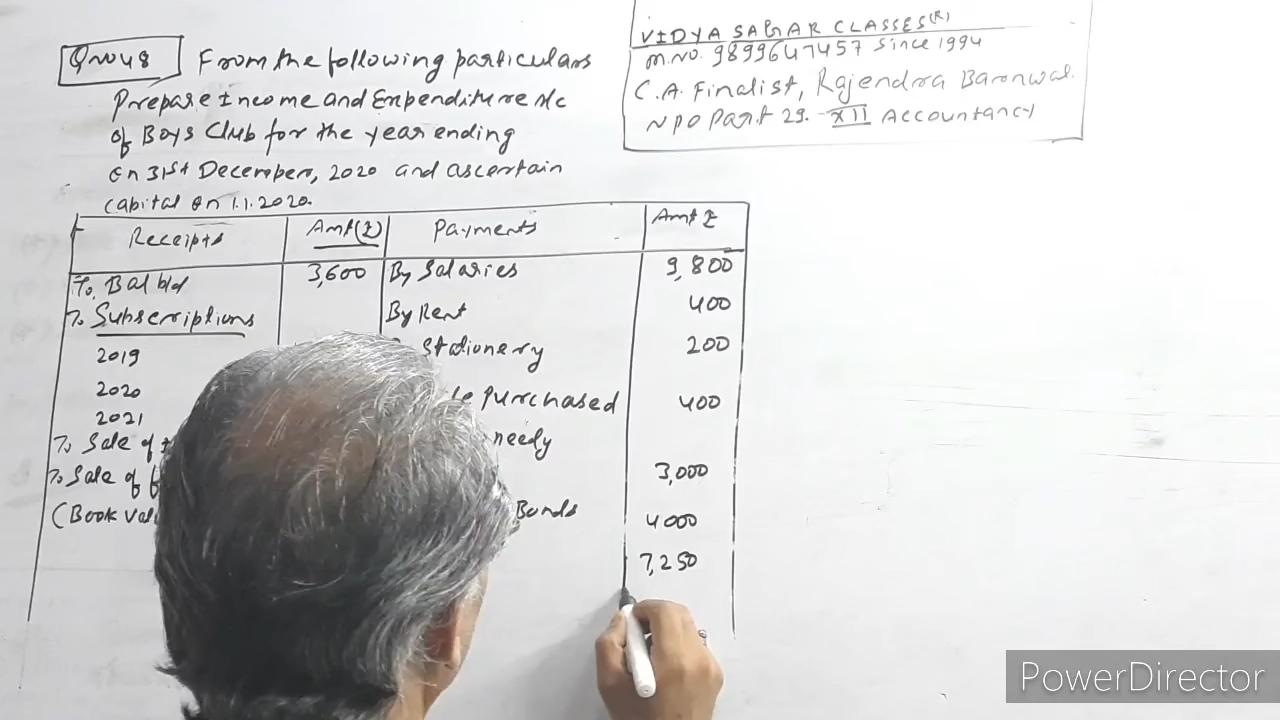 Q.NO 48 From the following particulars
Prepare Income and Expenditure A/c
of Boys Club for the year ending
on 31st December, 2020 and ascertain
capital on 1.1.2020.
VIDYA SAGAR CLASSES(R)
M.NO. 9899647457 Since 1994
C.A. Finalist, Rajendra Baronwal.
NPO Part 29. XII Accountancy
Receipts Amt(₹) Payments Amt ₹
To, Bal b/d 3,600 By Salaries 9,800
To Subscriptions By Rent 400
2019 Stationery 200
2020 Purchased 400
2021 needy
To Sale of
To Sale of 3,000
(Book Val Bonds 4000
7,250
PowerDirector